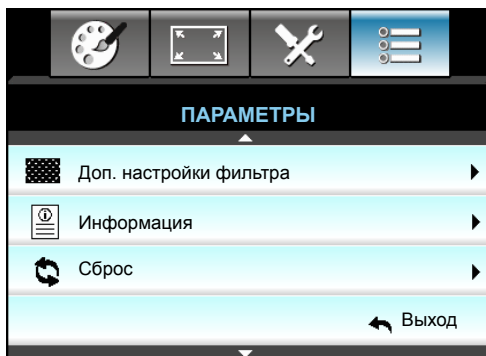 ПАРАМЕТРЫ
Доп. настройки фильтра
Информация
Сброс
Выход